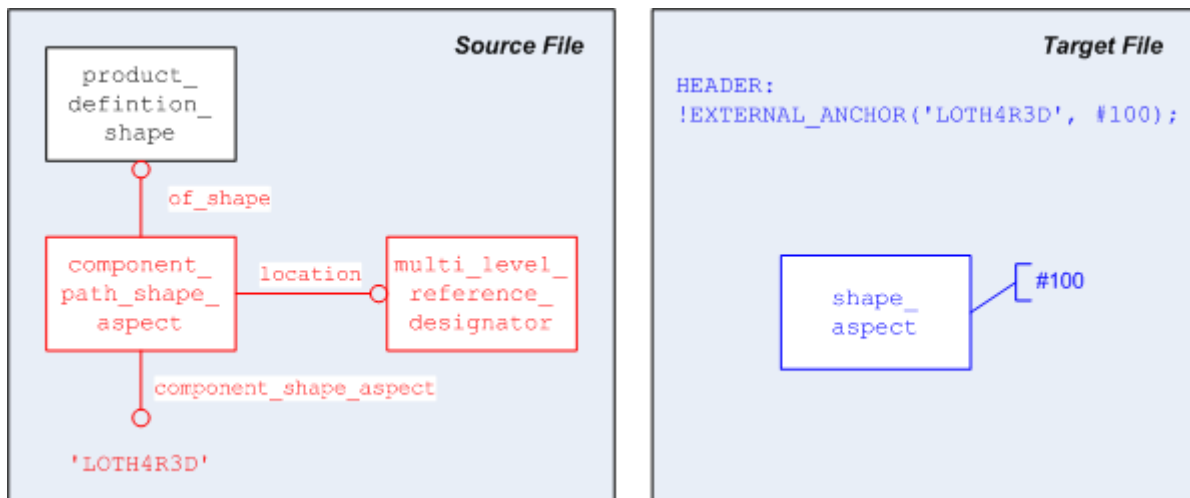 Source File
product_
defintion_
shape
of_shape
component_
path_shape_
aspect
location
multi_level_
reference_
designator
component_shape_aspect
'LOTH4R3D'
Target File
HEADER:
!EXTERNAL_ANCHOR('LOTH4R3D', #100);
shape_
aspect
#100